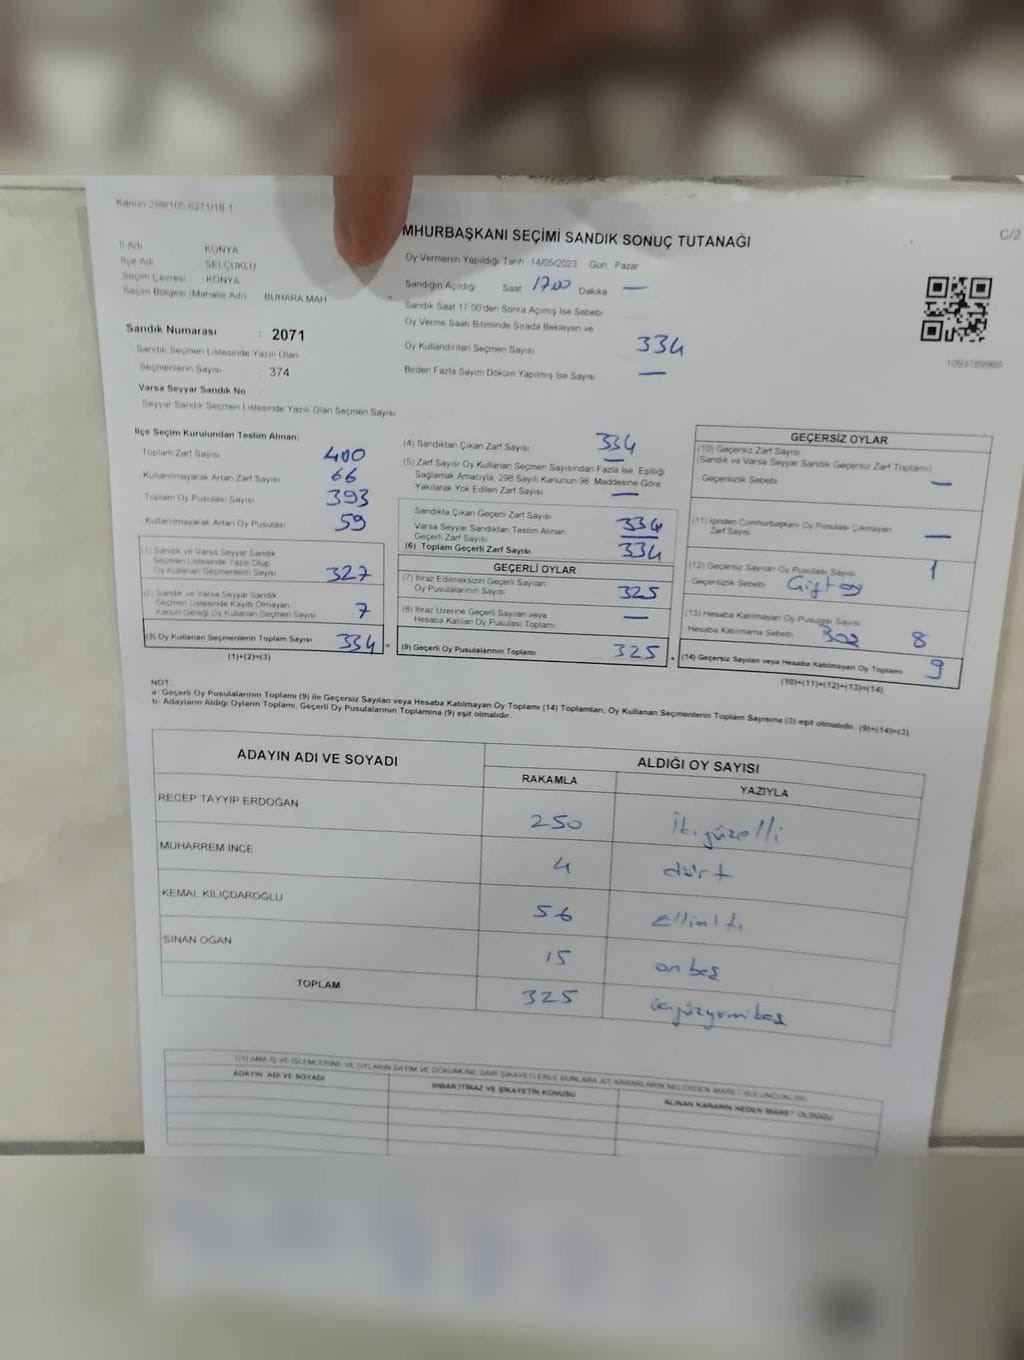 Kanun 298/105 6271/18-1
MHURBAŞKANI SEÇİMİ SANDIK SONUÇ TUTANAĞI
C/2
İl Adı KONYA
İlçe Adı SELÇUKLU
Seçim Çevresi : KONYA
Seçim Bölgesi (Mahalle Adı) BUHARA MAH
Oy Vermenin Yapıldığı Tarih 14/05/2023 Gün Pazar
Sandığın Açıldığı Saat 17.00 Dakika —
Sandık Saat 17.00'den Sonra Açımış İse Sebebi
Oy Verme Saati Bitiminde Sırada Bekleyen ve
Oy Kullandırılan Seçmen Sayısı 334
Birden Fazla Sayım Döküm Yapılmış İse Sayısı —
Sandık Numarası : 2071
Sandık Seçmen Listesinde Yazılı Olan
Seçmenlerin Sayısı 374
Varsa Seyyar Sandık No
Seyyar Sandık Seçmen Listesinde Yazılı Olan Seçmen Sayısı
İlçe Seçim Kurulundan Teslim Alınan;
Toplam Zarf Sayısı 400
Kullanılmayarak Artan Zarf Sayısı 66
Toplam Oy Pusulası Sayısı 393
Kullanılmayarak Artan Oy Pusulası 59
(1) Sandık ve Varsa Seyyar Sandık
Seçmen Listesinde Yazılı Olup
Oy Kullanan Seçmenlerin Sayısı 327
(2) Sandık ve Varsa Seyyar Sandık
Seçmen Listesinde Kayıtlı Olmayan
Kanun Gereği Oy Kullanan Seçmen Sayısı 7
(3) Oy Kullanan Seçmenlerin Toplam Sayısı 334 =
(1)+(2)=(3)
(4) Sandıktan Çıkan Zarf Sayısı 334
(5) Zarf Sayısı Oy Kullanan Seçmen Sayısından Fazla İse Eşitliği
Sağlamak Amacıyla, 298 Sayılı Kanunun 98. Maddesine Göre
Yakılarak Yok Edilen Zarf Sayısı —
Sandıkta Çıkan Geçerli Zarf Sayısı 334
Varsa Seyyar Sandıktan Teslim Alınan
Geçerli Zarf Sayısı —
(6) Toplam Geçerli Zarf Sayısı 334
GEÇERLİ OYLAR
(7) İtiraz Edilmeksizin Geçerli Sayılan
Oy Pusulalarının Sayısı 325
(8) İtiraz Üzerine Geçerli Sayılan veya
Hesaba Katılan Oy Pusulası Toplamı —
(9) Geçerli Oy Pusulalarının Toplamı 325 +
GEÇERSİZ OYLAR
(10) Geçersiz Zarf Sayısı
(Sandık ve Varsa Seyyar Sandık Geçersiz Zarf Toplamı)
- Geçersizlik Sebebi —
(11) İçinden Cumhurbaşkanı Oy Pusulası Çıkmayan
Zarf Sayısı —
(12) Geçersiz Sayılan Oy Pusulası Sayısı 1
- Geçersizlik Sebebi Çift oy
(13) Hesaba Katılmayan Oy Pusulası Sayısı 8
- Hesaba Katılmama Sebebi Boş
(14) Geçersiz Sayılan veya Hesaba Katılmayan Oy Toplamı 9
(10)+(11)+(12)+(13)=(14)
NOT:
a- Geçerli Oy Pusulalarının Toplamı (9) ile Geçersiz Sayılan veya Hesaba Katılmayan Oy Toplamı (14) Toplamları, Oy Kullanan Seçmenlerin Toplam Sayısına (3) eşit olmalıdır. (9)+(14)=(3)
b- Adayların Aldığı Oyların Toplamı, Geçerli Oy Pusulalarının Toplamına (9) eşit olmalıdır.
ADAYIN ADI VE SOYADI ALDIĞI OY SAYISI
RAKAMLA YAZIYLA
RECEP TAYYİP ERDOĞAN 250 ikiyüzelli
MUHARREM İNCE 4 dört
KEMAL KILIÇDAROĞLU 56 Ellialtı
SİNAN OĞAN 15 onbeş
TOPLAM 325 üçyüzyirmibeş
OYLAMA İŞ VE İŞLEMLERİNE VE OYLARIN SAYIM VE DÖKÜMÜNE DAİR ŞİKAYETLERLE BUNLARA AİT KARARLARIN NELERDEN İBARET BULUNDUKLARI
ADAYIN ADI VE SOYADI İHBAR İTİRAZ VE ŞİKAYETİN KONUSU ALINAN KARARIN NEDEN İBARET OLDUĞU